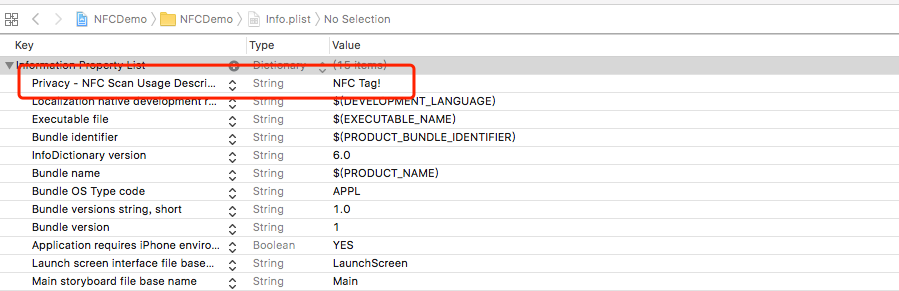 NFCDemo NFCDemo Info.plist No Selection
Key Type Value
Information Property List Dictionary (15 items)
Privacy - NFC Scan Usage Descri... String NFC Tag!
Localization native development r... String $(DEVELOPMENT_LANGUAGE)
Executable file String $(EXECUTABLE_NAME)
Bundle identifier String $(PRODUCT_BUNDLE_IDENTIFIER)
InfoDictionary version String 6.0
Bundle name String $(PRODUCT_NAME)
Bundle OS Type code String APPL
Bundle versions string, short String 1.0
Bundle version String 1
Application requires iPhone enviro... Boolean YES
Launch screen interface file base... String LaunchScreen
Main storyboard file base name String Main